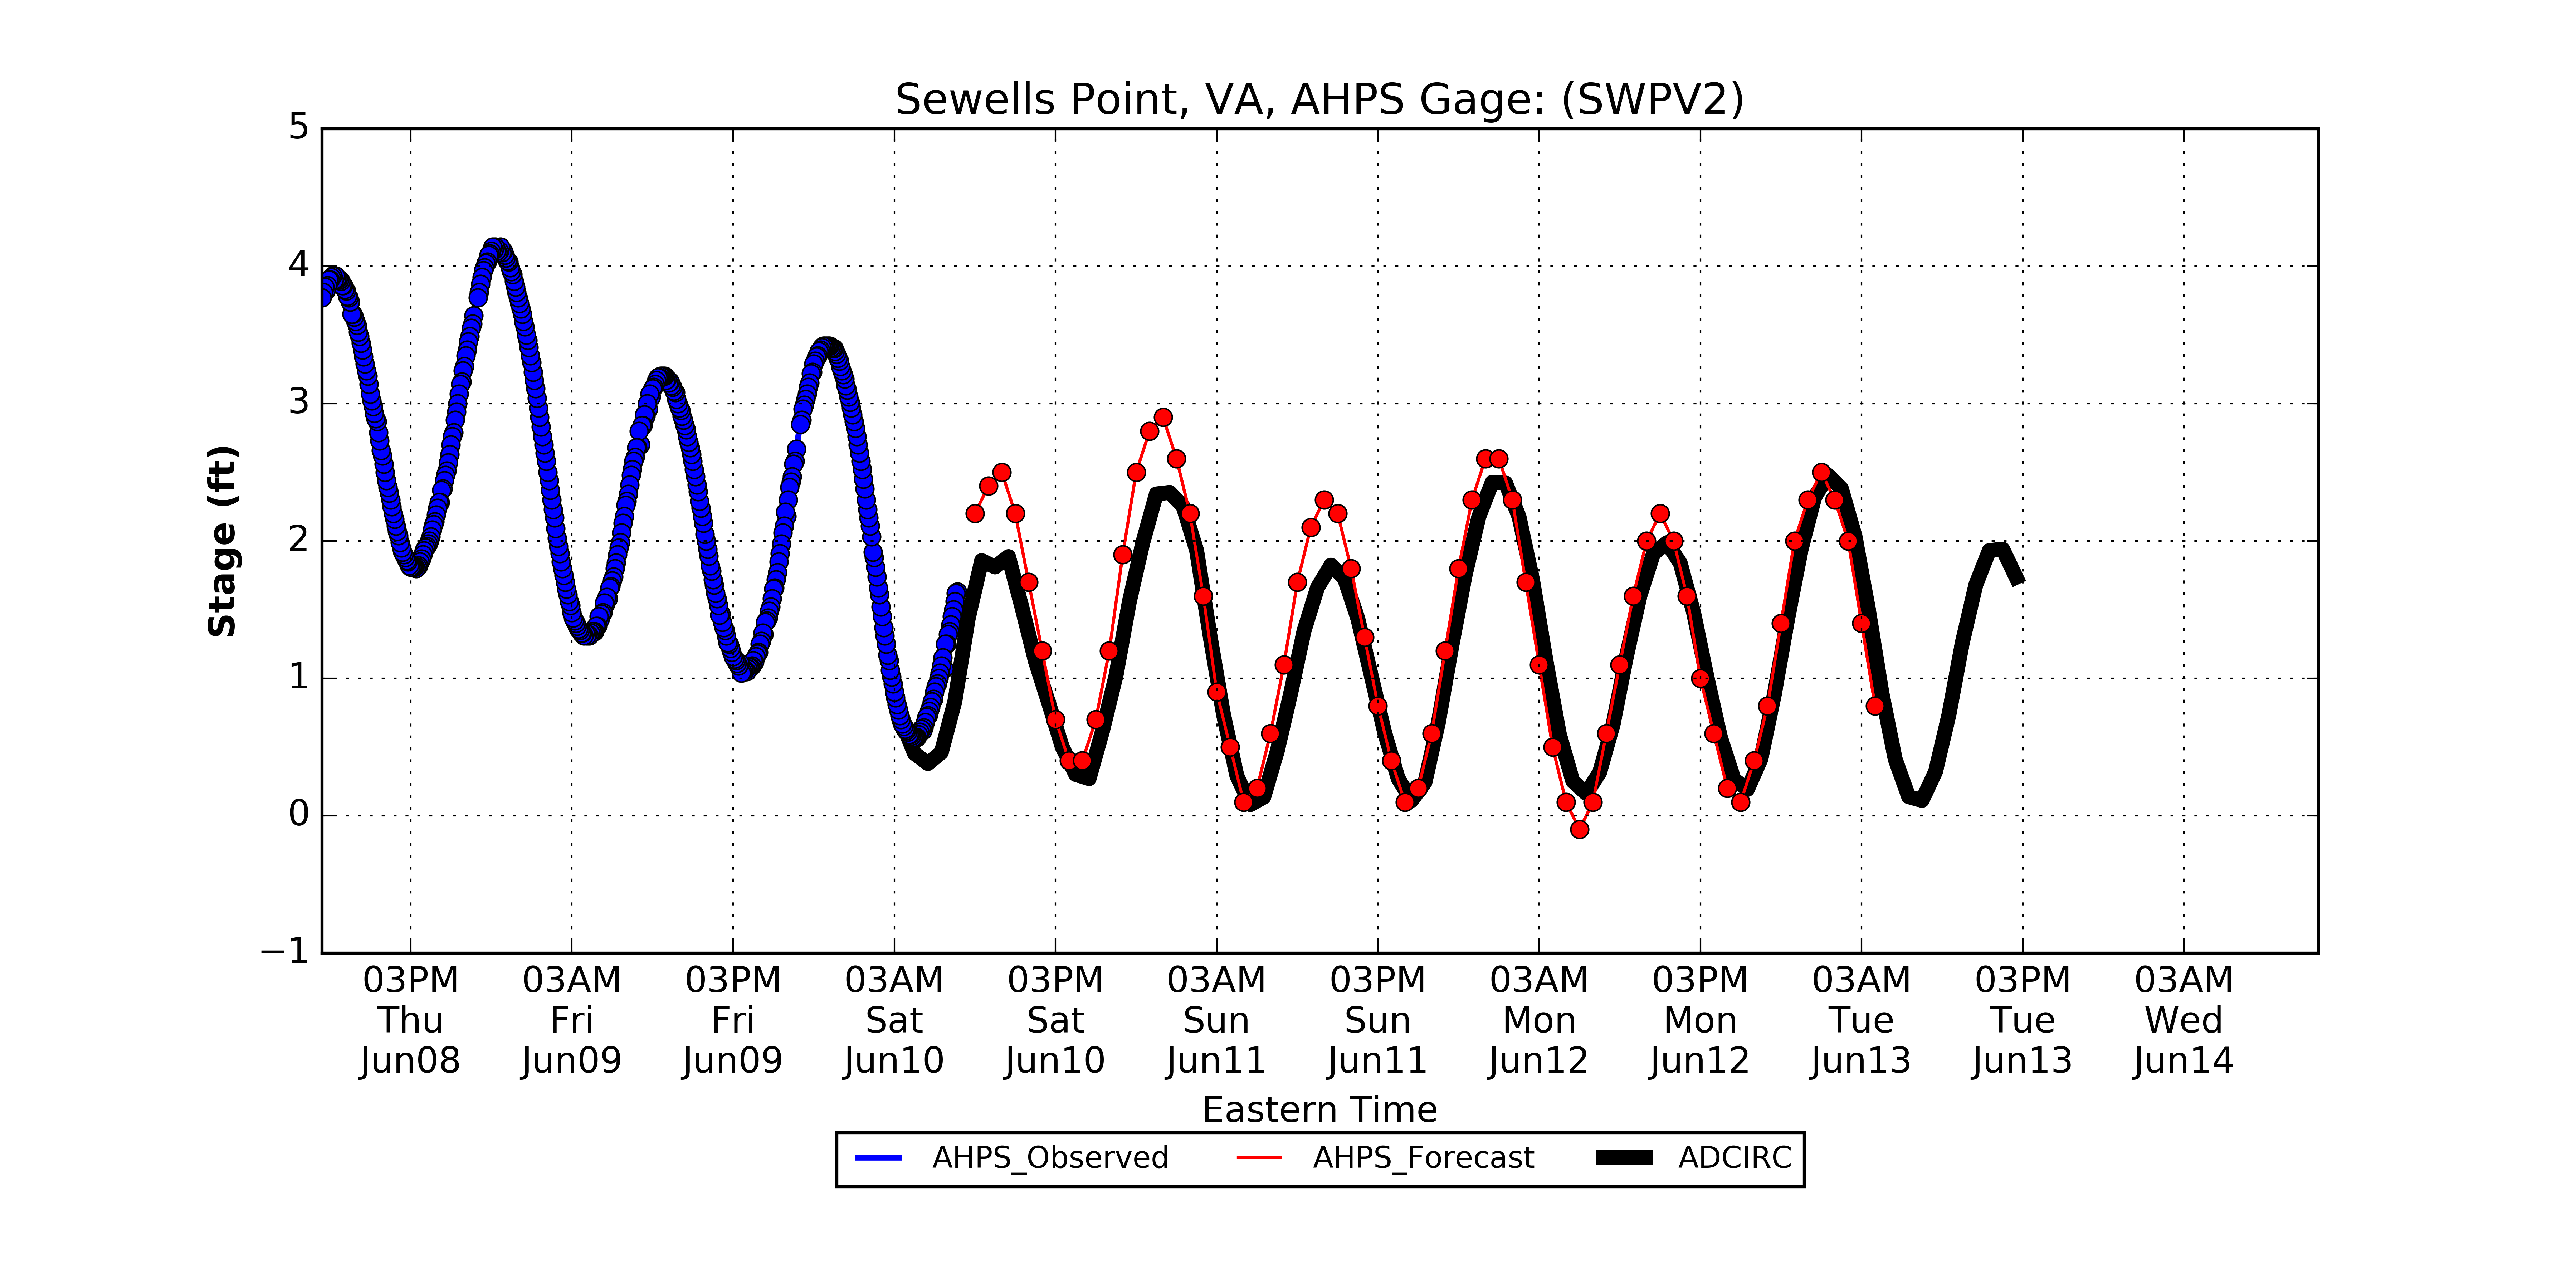 Sewells Point, VA, AHPS Gage: (SWPV2)
5
4
3
2
1
0
−1
Stage (ft)
03PM 03AM 03PM 03AM 03PM 03AM 03PM 03AM 03PM 03AM 03PM 03AM
Thu Fri Fri Sat Sat Sun Sun Mon Mon Tue Tue Wed
Jun08 Jun09 Jun09 Jun10 Jun10 Jun11 Jun11 Jun12 Jun12 Jun13 Jun13 Jun14
Eastern Time
AHPS_Observed AHPS_Forecast ADCIRC